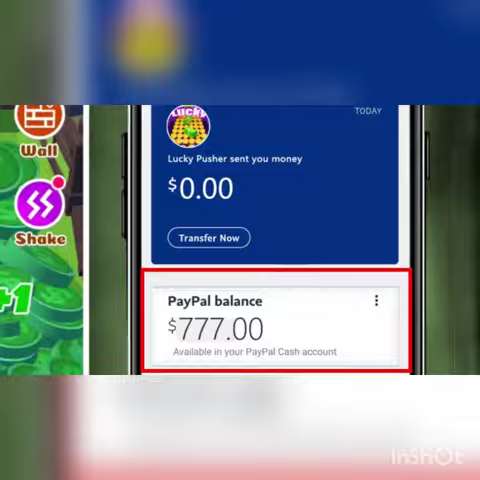 Wall
Shake
+1
Lucky
TODAY
Lucky Pusher sent you money
$0.00
Transfer Now
PayPal balance
$777.00
Available in your PayPal Cash account
InShOt